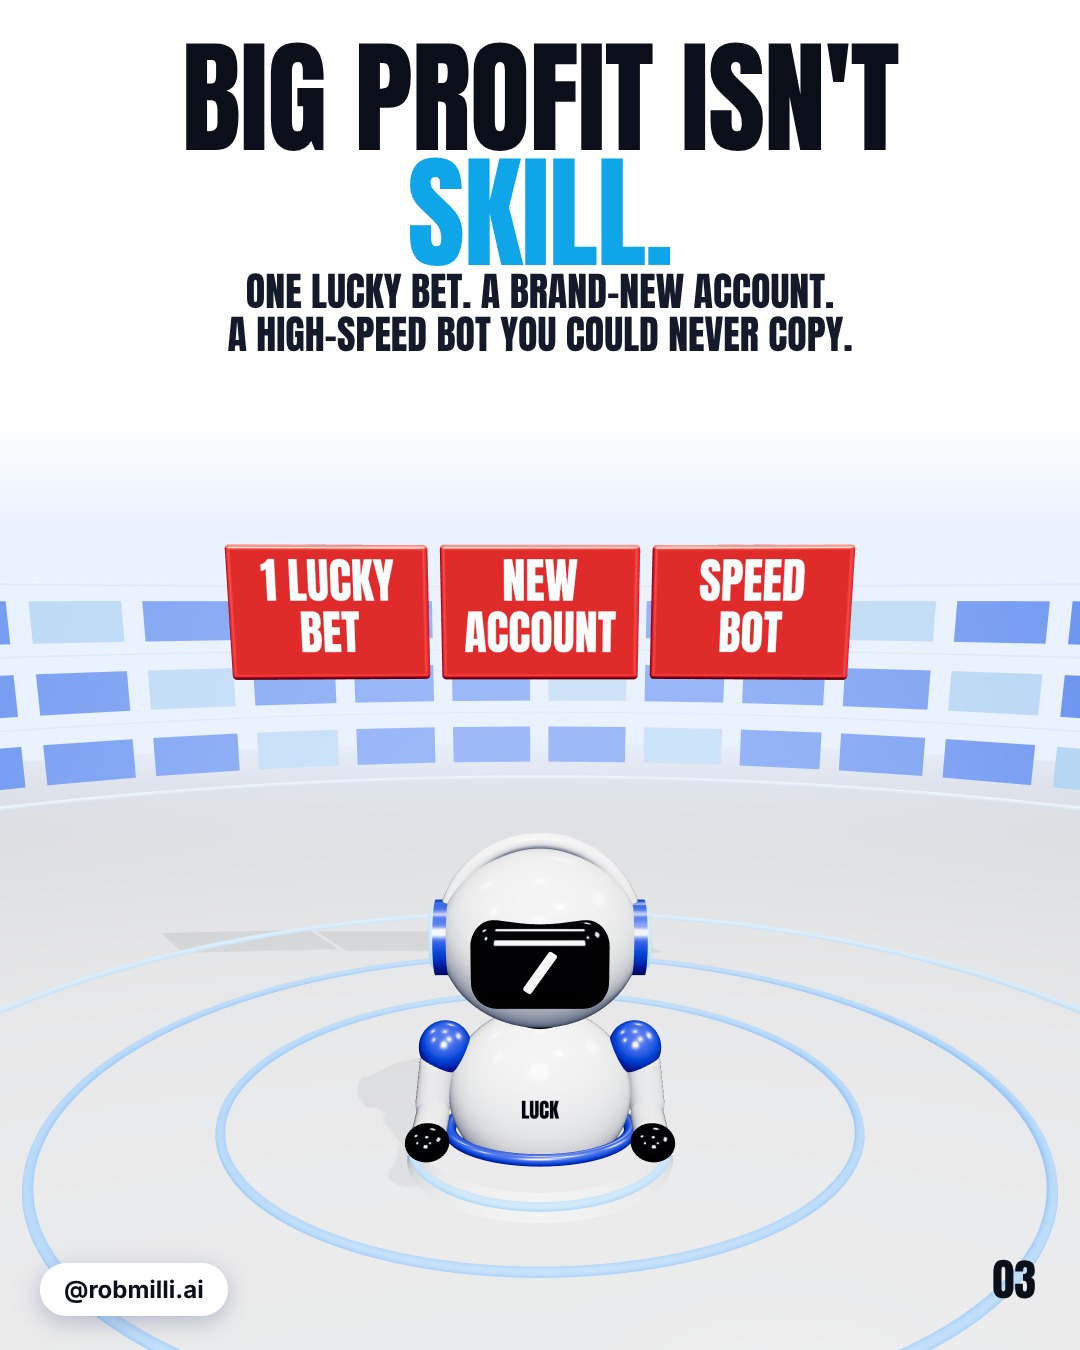 BIG PROFIT ISN'T
SKILL.
ONE LUCKY BET. A BRAND-NEW ACCOUNT.
A HIGH-SPEED BOT YOU COULD NEVER COPY.
1 LUCKY
BET
NEW
ACCOUNT
SPEED
BOT
LUCK
@robmilli.ai
03